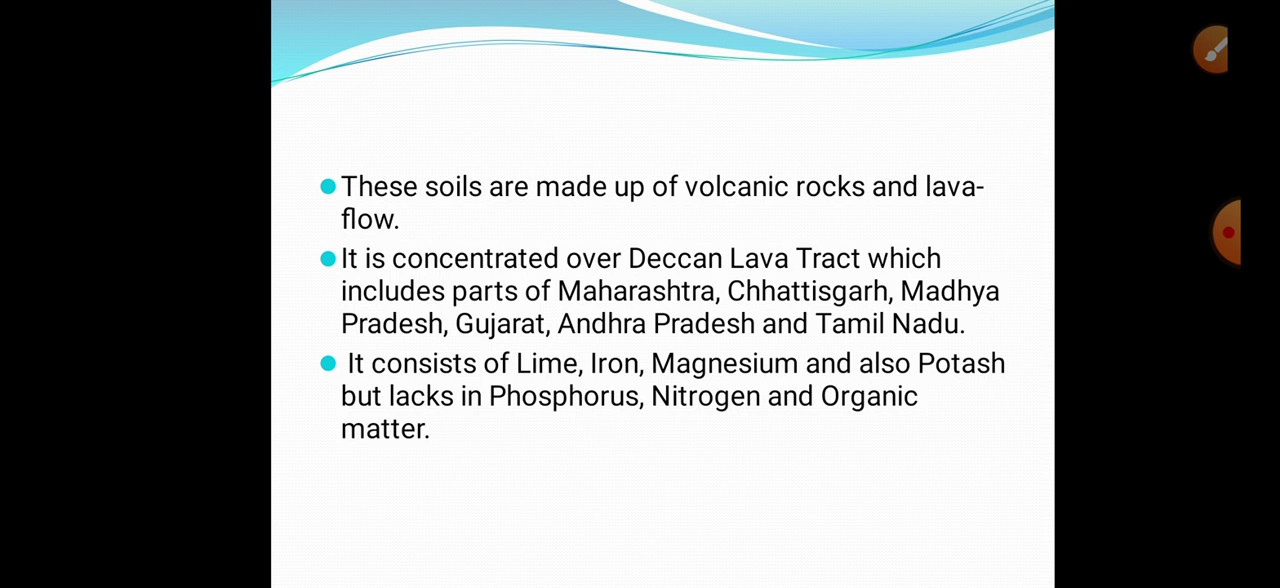 These soils are made up of volcanic rocks and lava-
flow.
It is concentrated over Deccan Lava Tract which
includes parts of Maharashtra, Chhattisgarh, Madhya
Pradesh, Gujarat, Andhra Pradesh and Tamil Nadu.
It consists of Lime, Iron, Magnesium and also Potash
but lacks in Phosphorus, Nitrogen and Organic
matter.